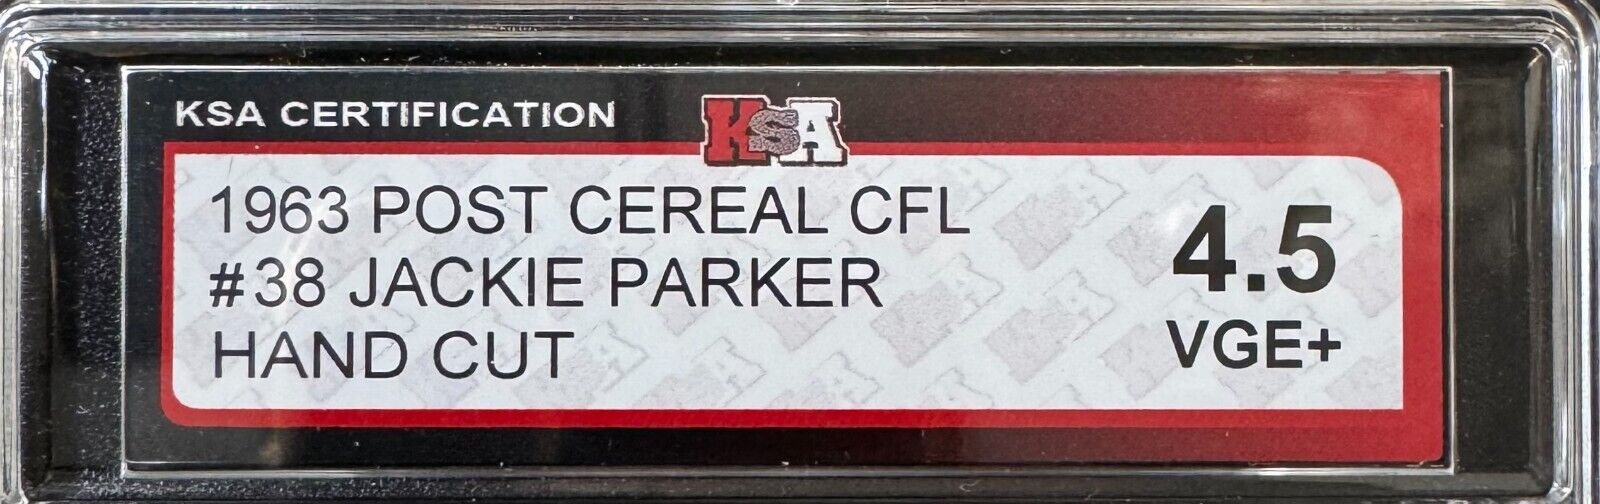 KSA CERTIFICATION
KSA
1963 POST CEREAL CFL
#38 JACKIE PARKER
HAND CUT
4.5
VGE+